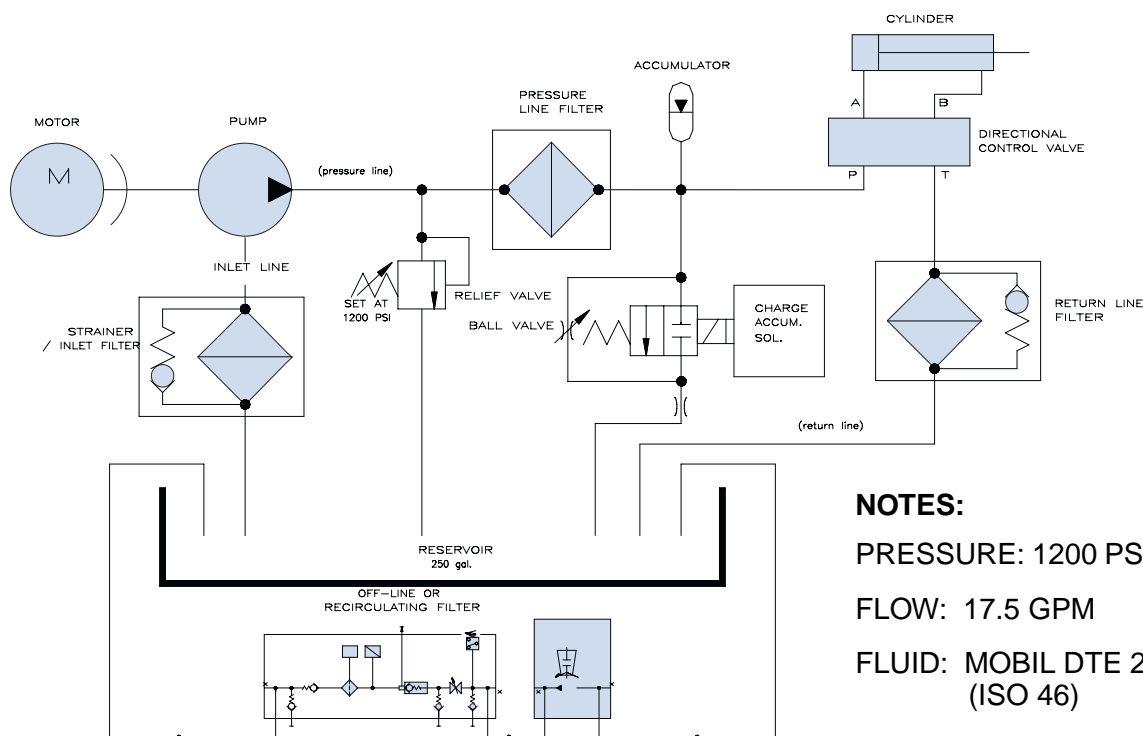 CYLINDER
ACCUMULATOR
PRESSURE
LINE FILTER
MOTOR
PUMP
A
B
DIRECTIONAL
CONTROL VALVE
M
(pressure line)
P
T
INLET LINE
SET AT
1200 PSI
RELIEF VALVE
BALL VALVE
CHARGE
ACCUM.
SOL.
RETURN LINE
FILTER
STRAINER
/ INLET FILTER
(return line)
RESERVOIR
250 gal.
OFF-LINE OR
RECIRCULATING FILTER
NOTES:
PRESSURE: 1200 PS
FLOW: 17.5 GPM
FLUID: MOBIL DTE 2
(ISO 46)